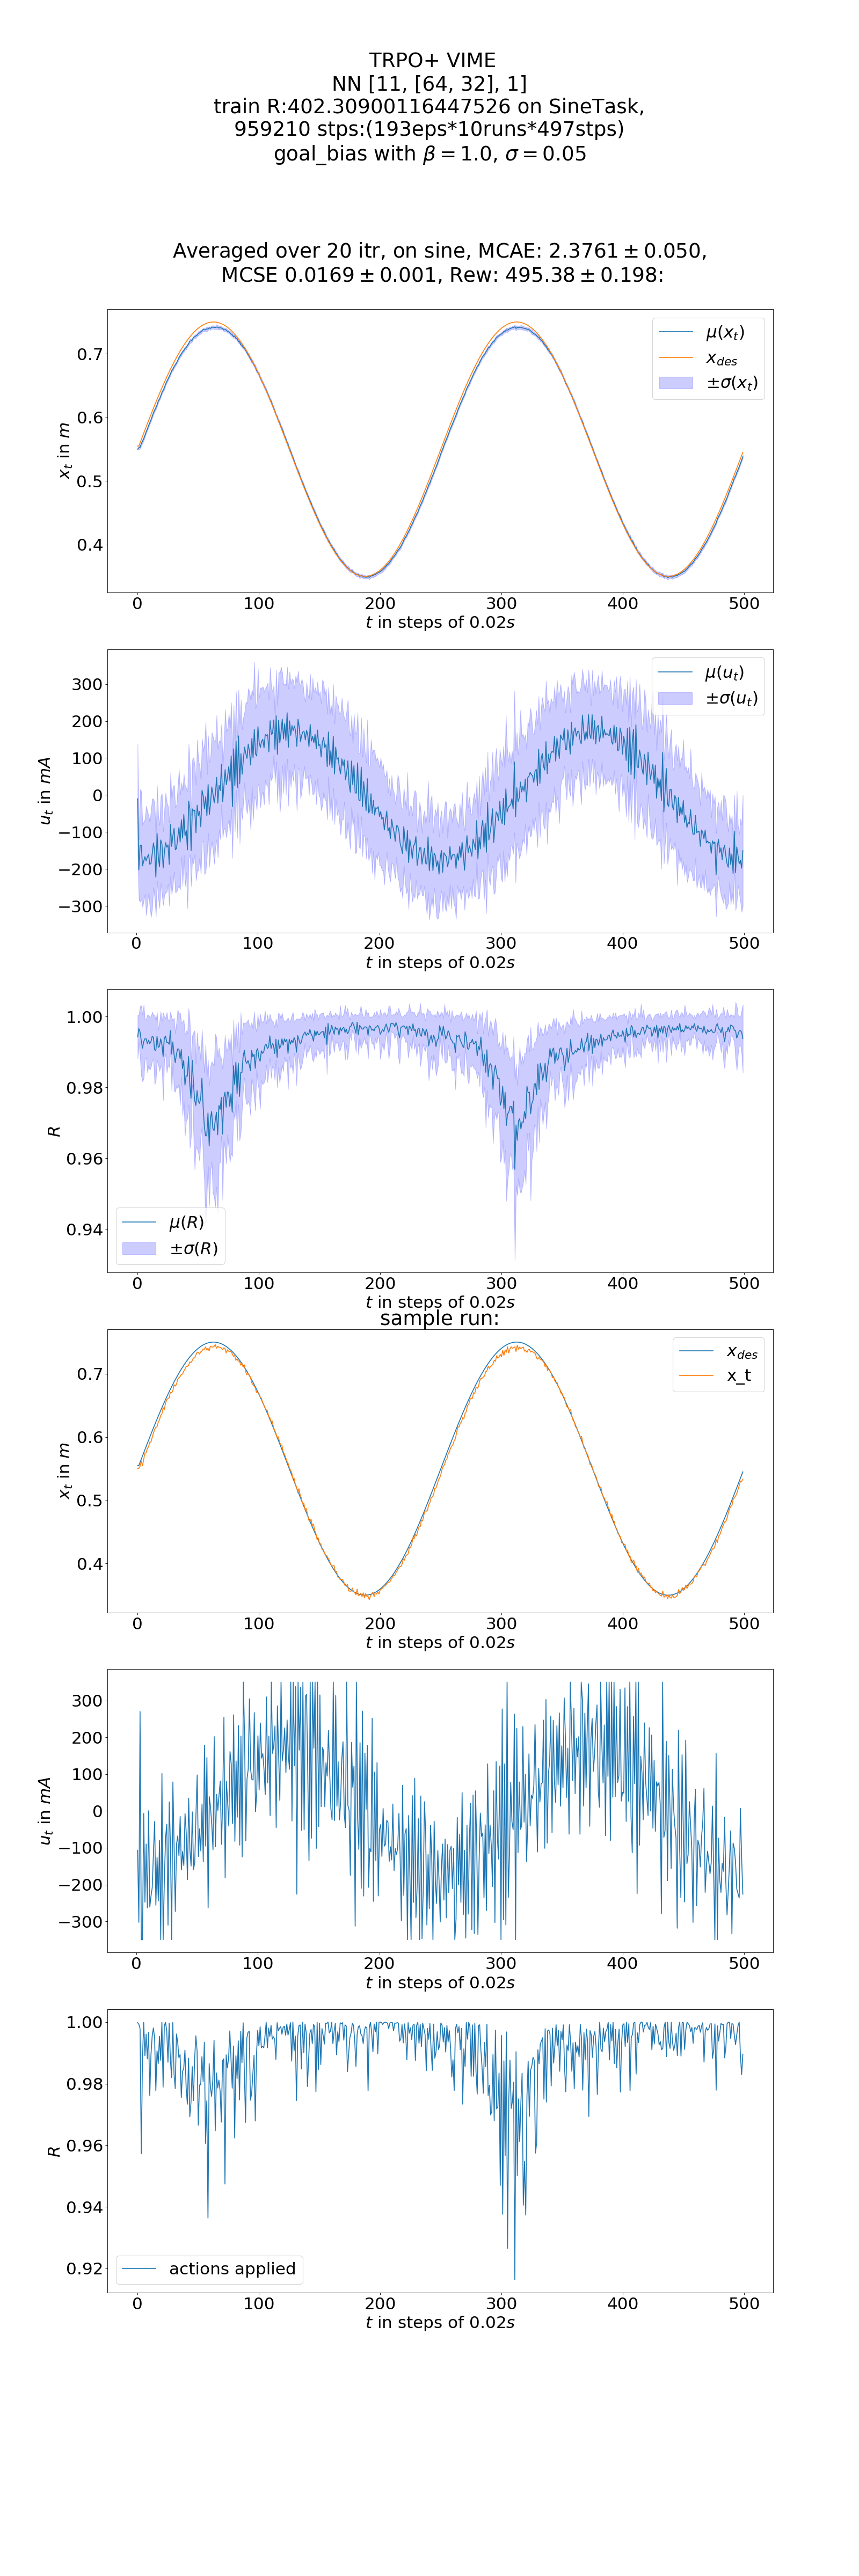 TRPO+ VIME
NN [11, [64, 32], 1]
train R:402.30900116447526 on SineTask,
959210 stps:(193eps*10runs*497stps)
goal_bias with β = 1.0, σ = 0.05
Averaged over 20 itr, on sine, MCAE: 2.3761 ± 0.050,
MCSE 0.0169 ± 0.001, Rew: 495.38 ± 0.198:
μ(x_t)
x_des
±σ(x_t)
0.7
0.6
0.5
0.4
x_t in m
0 100 200 300 400 500
t in steps of 0.02s
μ(u_t)
±σ(u_t)
300
200
100
0
−100
−200
−300
u_t in mA
0 100 200 300 400 500
t in steps of 0.02s
1.00
0.98
0.96
0.94
R
μ(R)
±σ(R)
0 100 200 300 400 500
t in steps of 0.02s
sample run:
x_des
x_t
0.7
0.6
0.5
0.4
x_t in m
0 100 200 300 400 500
t in steps of 0.02s
300
200
100
0
−100
−200
−300
u_t in mA
0 100 200 300 400 500
t in steps of 0.02s
1.00
0.98
0.96
0.94
0.92
R
actions applied
0 100 200 300 400 500
t in steps of 0.02s